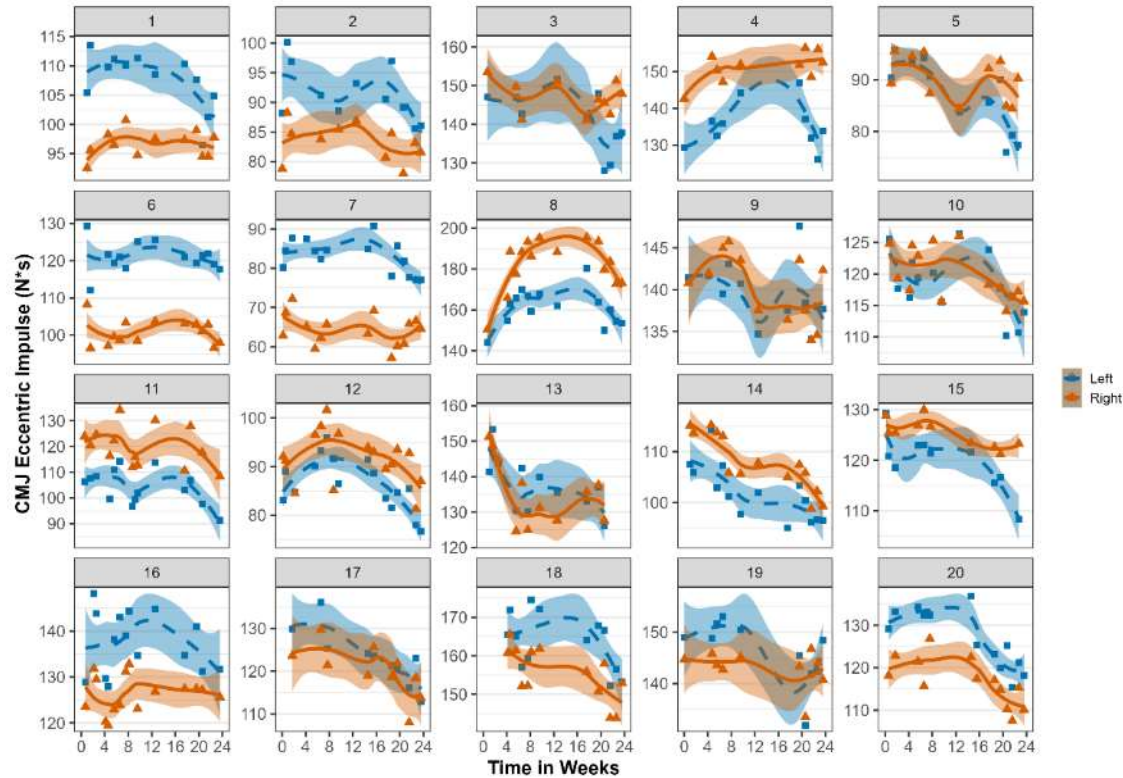 1 2 3 4 5
115 110 105 100 95
100 95 90 85 80
160 150 140 130
150 140 130
90 80
6 7 8 9 10
130 120 110 100
90 80 70 60
200 180 160 140
145 140 135
125 120 115 110
CMJ Eccentric Impulse (N*s)
Left
Right
11 12 13 14 15
130 120 110 100 90
100 90 80
160 150 140 130 120
110 100
130 120 110
16 17 18 19 20
140 130 120
130 120 110
170 160 150
150 140
130 120 110
0 4 8 12 16 20 24 0 4 8 12 16 20 24 0 4 8 12 16 20 24 0 4 8 12 16 20 24 0 4 8 12 16 20 24
Time in Weeks